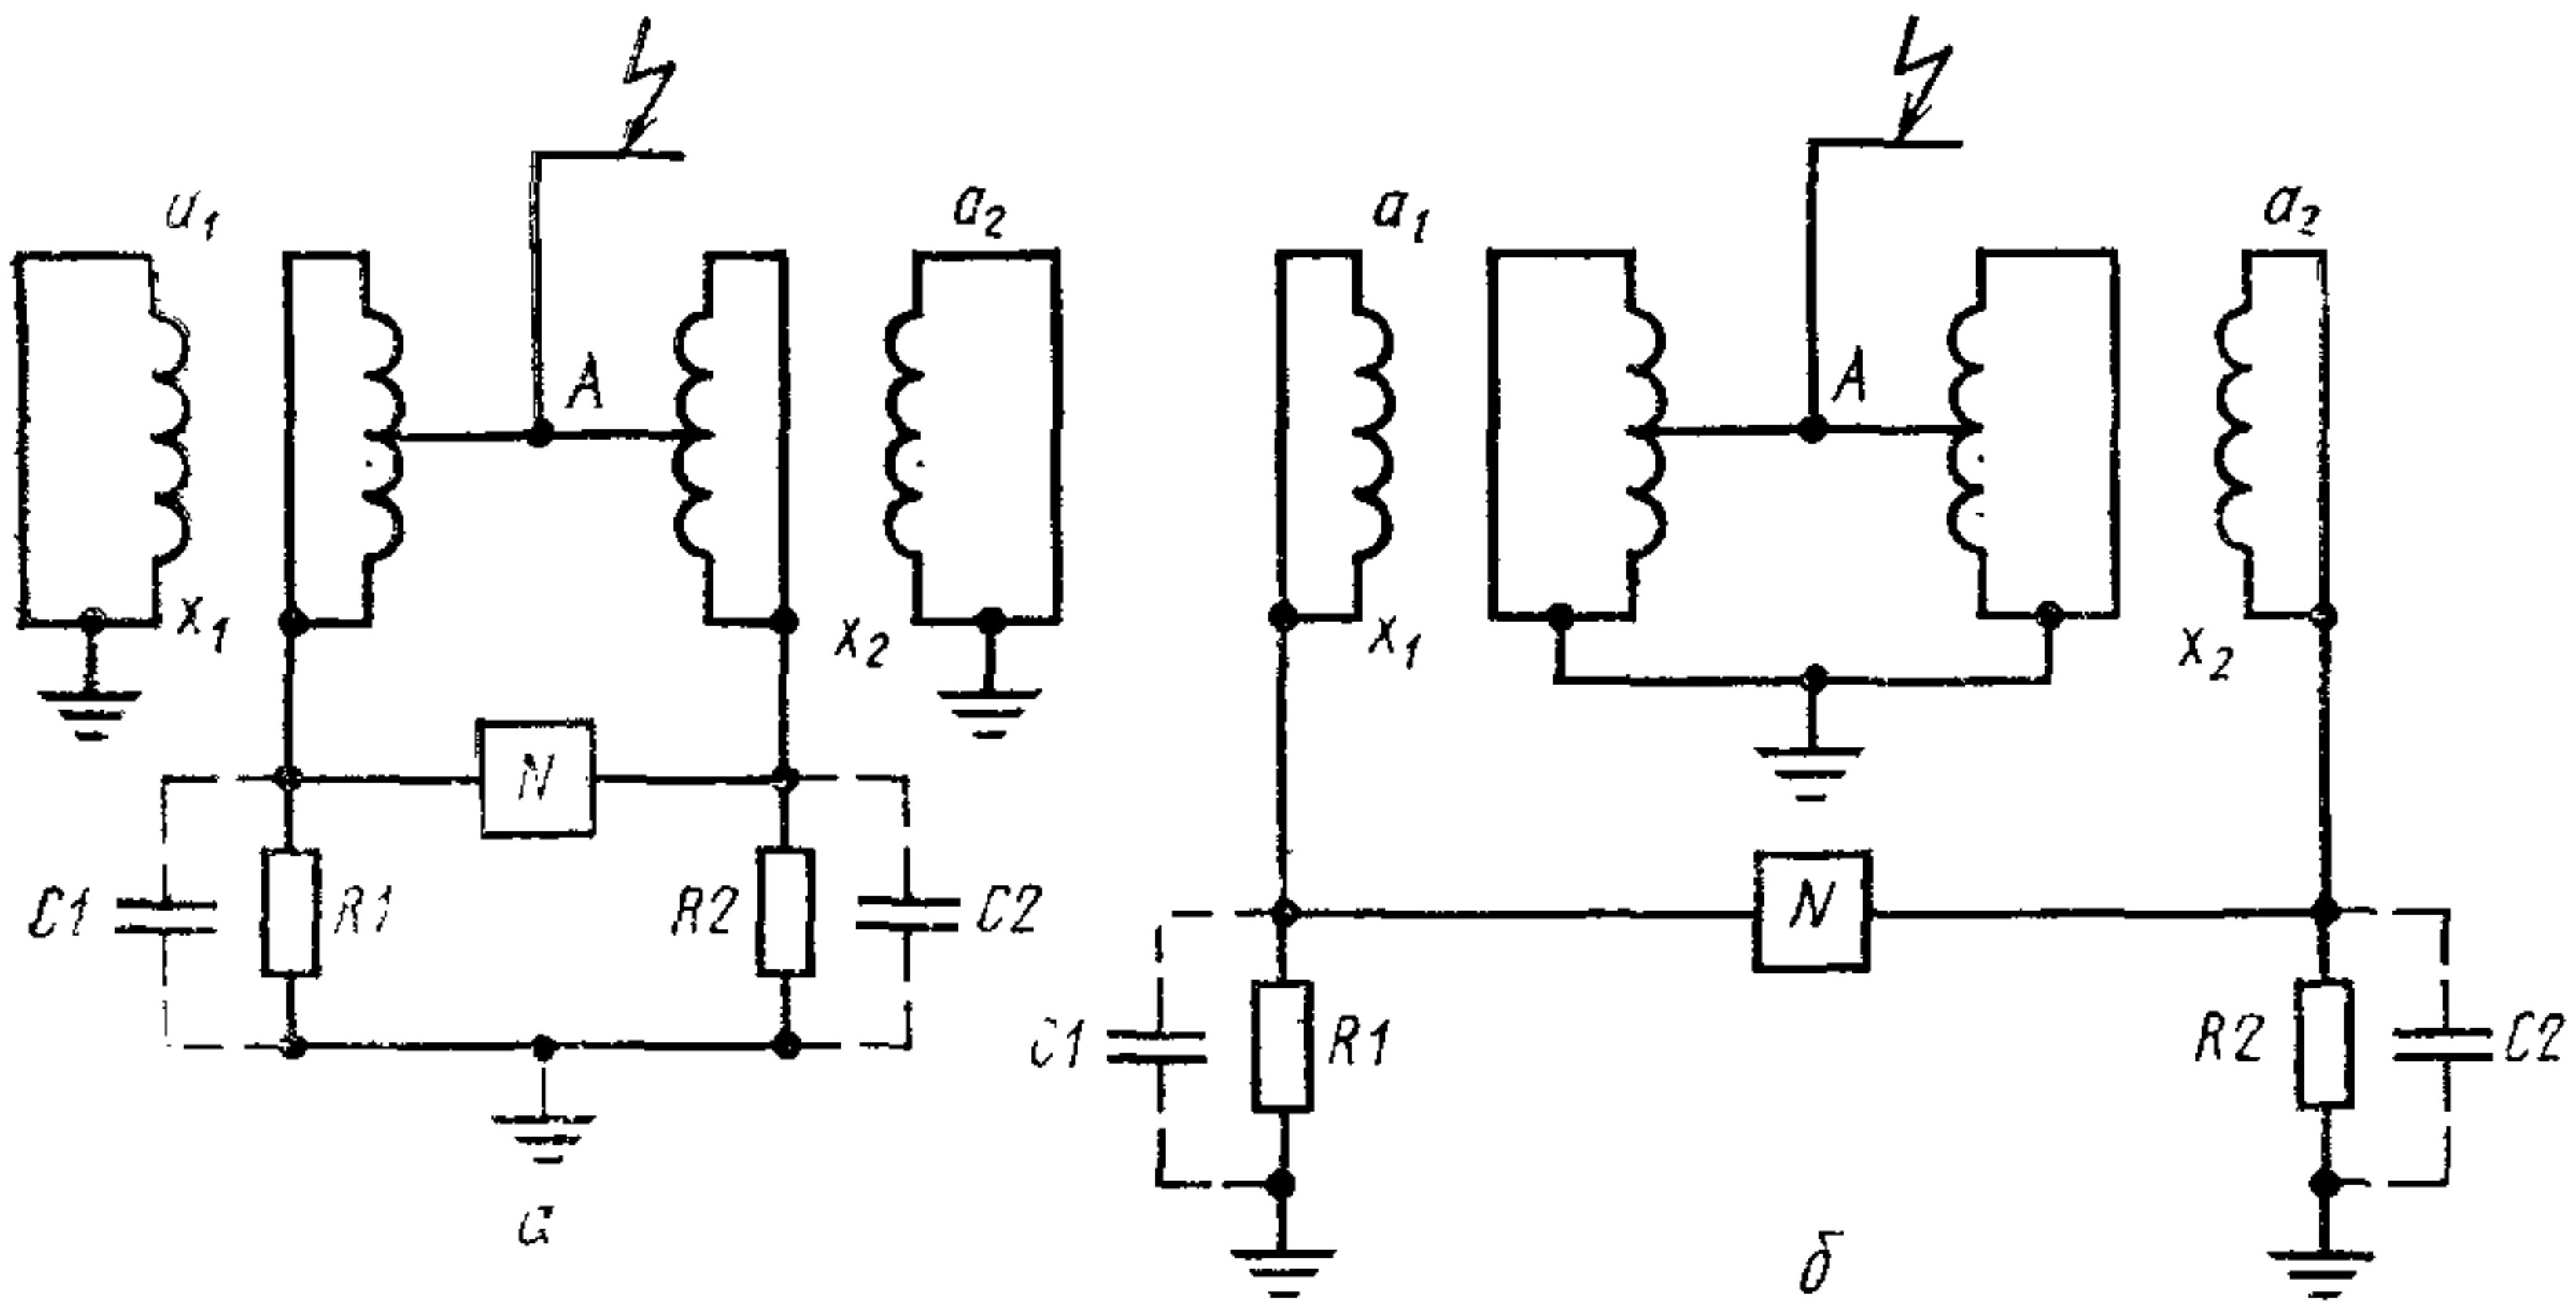 a₁
a₂
A
x₁
x₂
N
C1
R1
R2
C2
а
a₁
a₂
A
x₁
x₂
N
C1
R1
R2
C2
б